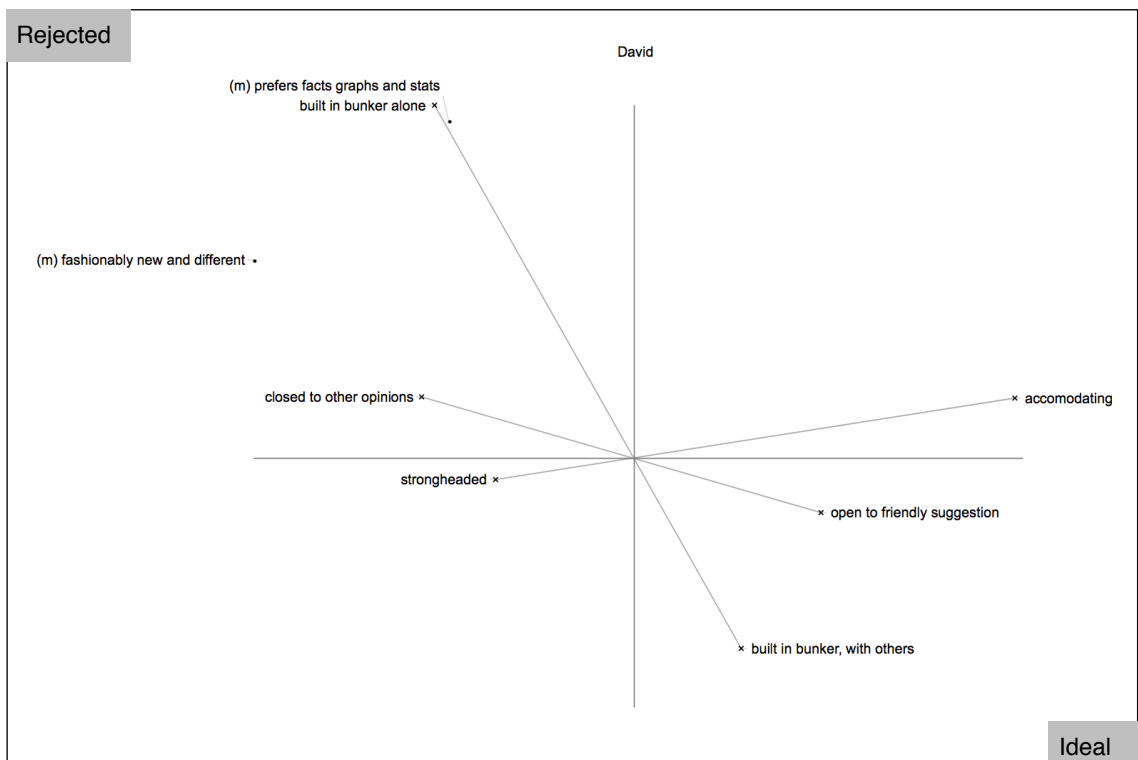 Rejected
David
(m) prefers facts graphs and stats
built in bunker alone
(m) fashionably new and different
closed to other opinions
accomodating
strongheaded
open to friendly suggestion
built in bunker, with others
Ideal